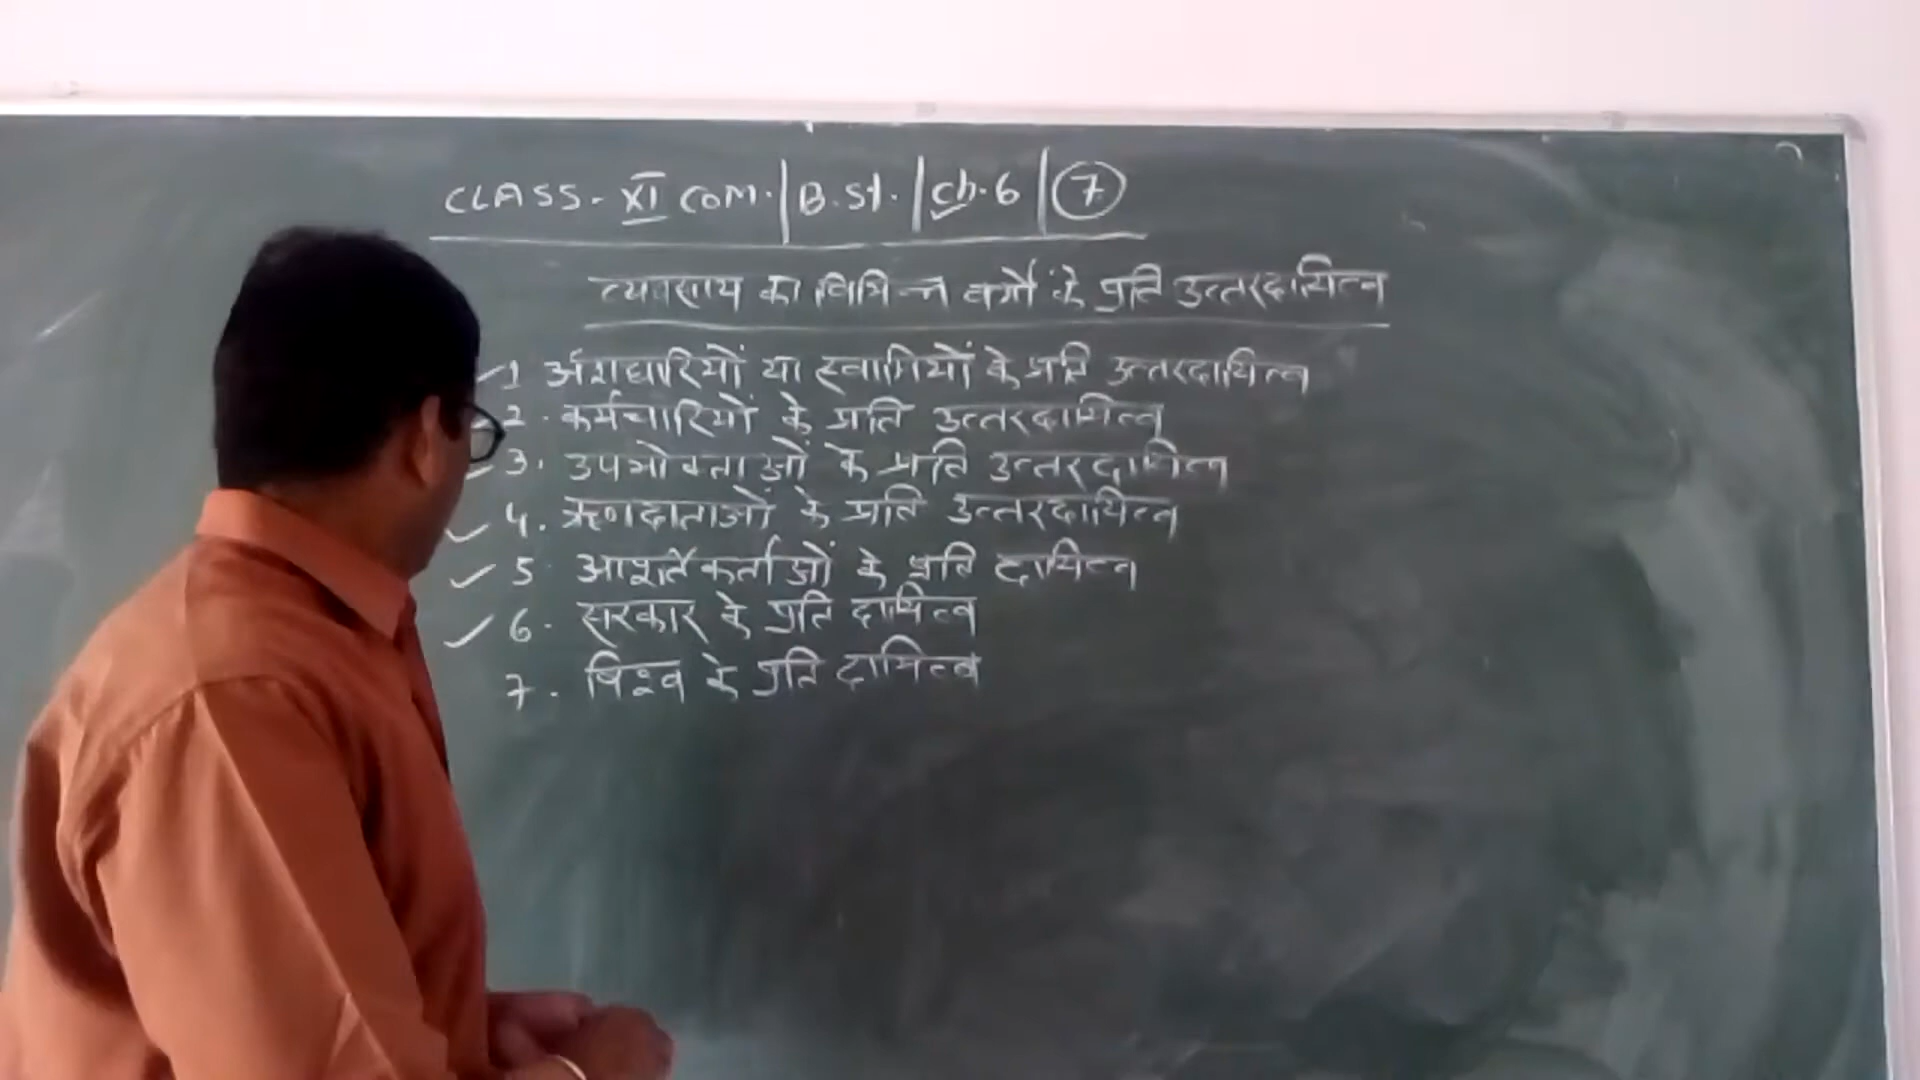 CLASS- XI COM. | B.St. | Ch.6 | 7
व्यवसाय का विभिन्न वर्गों के प्रति उत्तरदायित्व
1 अंशधारियों या स्वामियों के प्रति उत्तरदायित्व
2. कर्मचारियों के प्रति उत्तरदायित्व
3. उपभोक्ताओं के प्रति उत्तरदायित्व
4. ऋणदाताओं के प्रति उत्तरदायित्व
5. के प्रति दायित्व
6. सरकार के प्रति दायित्व
7. विश्व के प्रति दायित्व